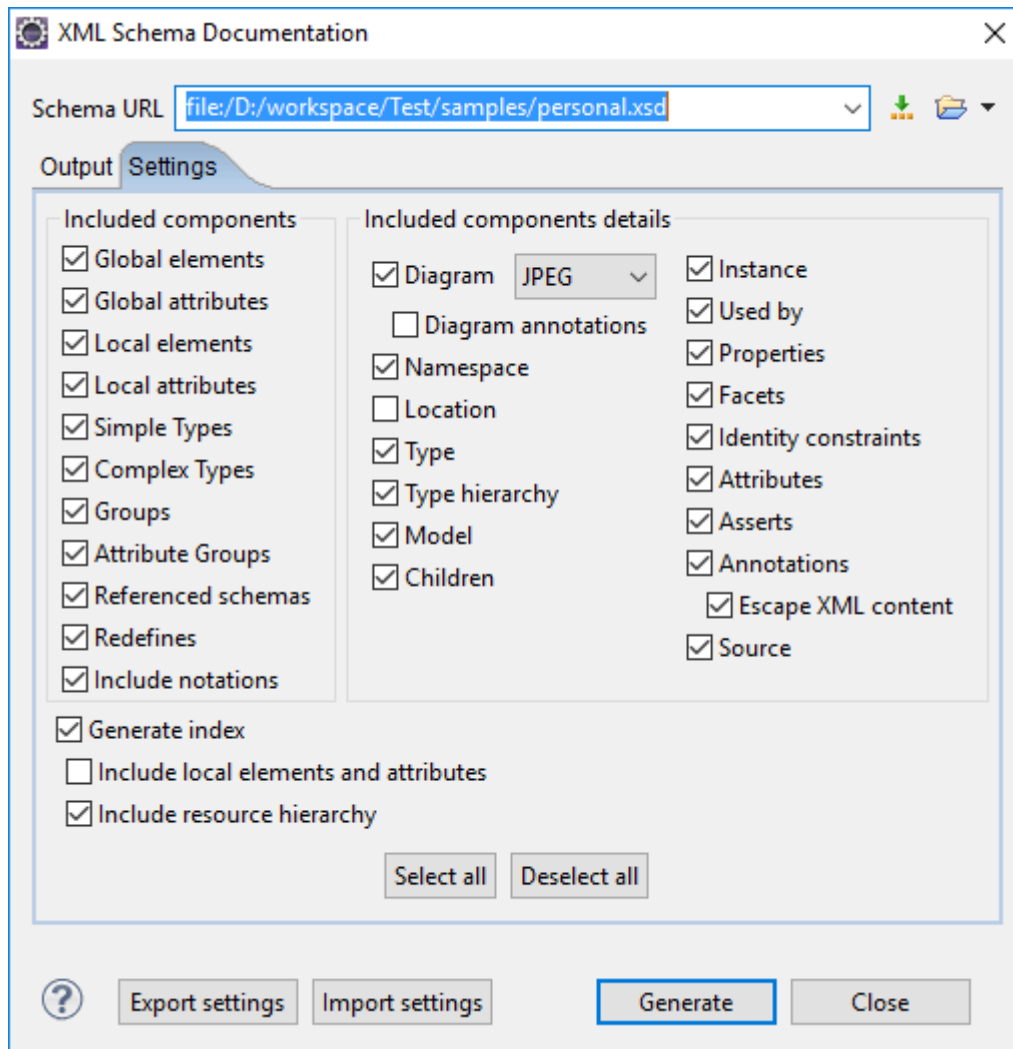 XML Schema Documentation
Schema URL file:/D:/workspace/Test/samples/personal.xsd
Output Settings
Included components
Global elements
Global attributes
Local elements
Local attributes
Simple Types
Complex Types
Groups
Attribute Groups
Referenced schemas
Redefines
Include notations
Included components details
Diagram JPEG
Diagram annotations
Namespace
Location
Type
Type hierarchy
Model
Children
Instance
Used by
Properties
Facets
Identity constraints
Attributes
Asserts
Annotations
Escape XML content
Source
Generate index
Include local elements and attributes
Include resource hierarchy
Select all Deselect all
? Export settings Import settings Generate Close